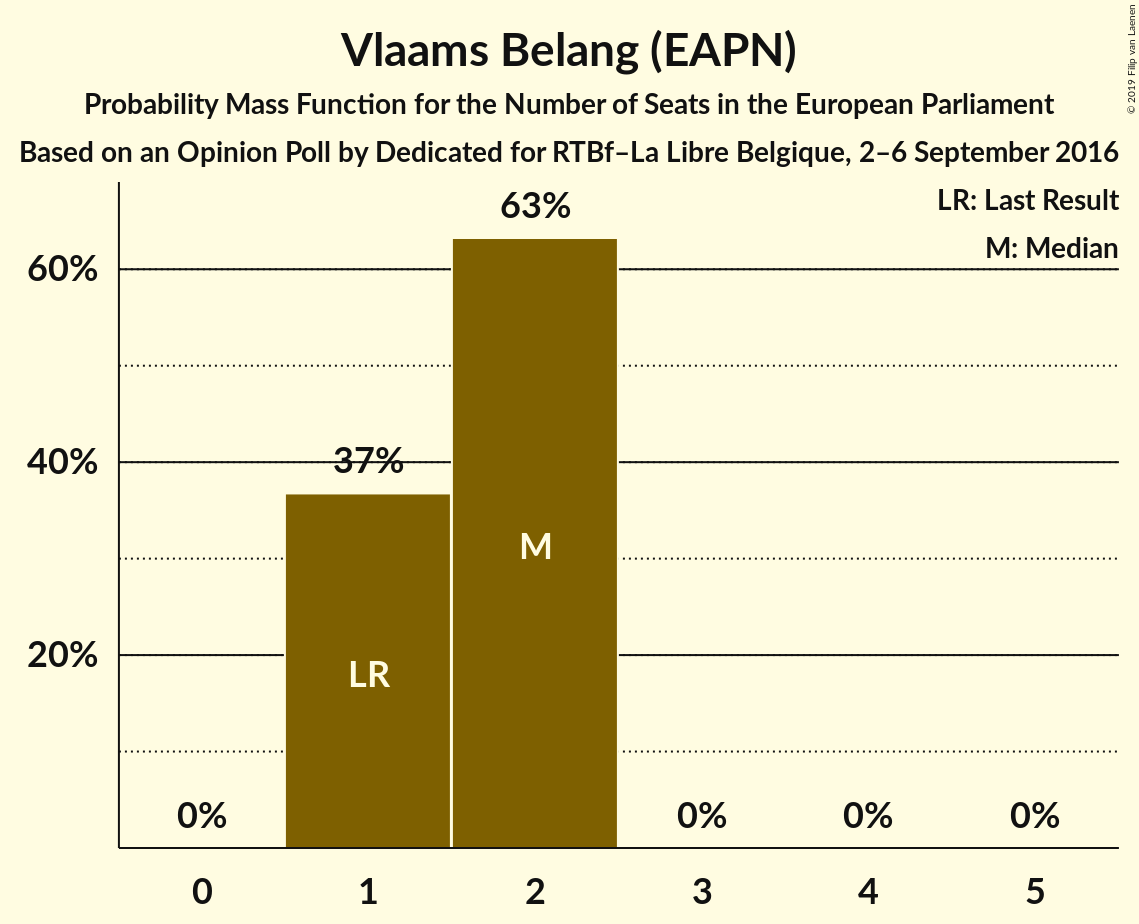 Vlaams Belang (EAPN)
Probability Mass Function for the Number of Seats in the European Parliament
Based on an Opinion Poll by Dedicated for RTBf–La Libre Belgique, 2–6 September 2016
© 2019 Filip van Laenen
LR: Last Result
M: Median
63%
60%
37%
40%
M
20%
LR
0%
0%
0%
0%
0
1
2
3
4
5